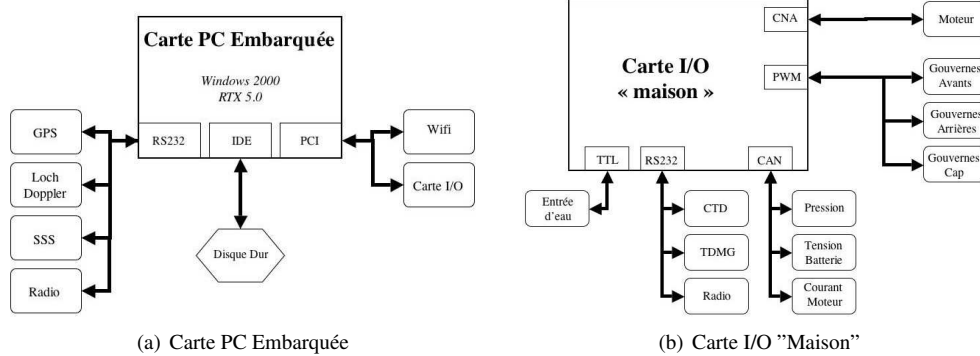 Carte PC Embarquée
Windows 2000
RTX 5.0
RS232
IDE
PCI
GPS
Loch
Doppler
SSS
Radio
Wifi
Carte I/O
Disque Dur
(a) Carte PC Embarquée
Carte I/O
« maison »
CNA
PWM
TTL
RS232
CAN
Moteur
Gouvernes
Avants
Gouvernes
Arrières
Gouvernes
Cap
Entrée
d'eau
CTD
TDMG
Radio
Pression
Tension
Batterie
Courant
Moteur
(b) Carte I/O ”Maison”